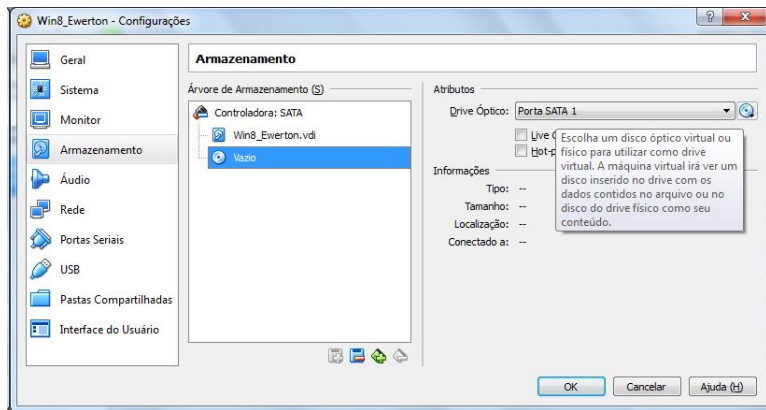 Win8_Ewerton - Configurações
Geral
Sistema
Monitor
Armazenamento
Áudio
Rede
Portas Seriais
USB
Pastas Compartilhadas
Interface do Usuário
Armazenamento
Árvore de Armazenamento (S)
Controladora: SATA
Win8_Ewerton.vdi
Vazio
Atributos
Drive Óptico: Porta SATA 1
Live
Escolha um disco óptico virtual ou
físico para utilizar como drive
virtual. A máquina virtual irá ver um
disco inserido no drive com os
dados contidos no arquivo ou no
disco do drive físico como seu
conteúdo.
Informações
Tipo: --
Tamanho: --
Localização: --
Conectado a: --
OK
Cancelar
Ajuda (H)